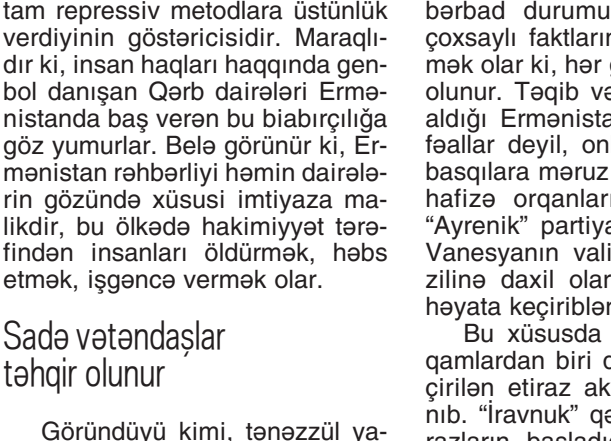 tam repressiv metodlara üstünlük
verdiyinin göstəricisidir. Maraqlı-
dır ki, insan haqları haqqında gen-
bol danışan Qərb dairələri Ermə-
nistanda baş verən bu biabırçılığa
göz yumurlar. Belə görünür ki, Er-
mənistan rəhbərliyi həmin dairələ-
rin gözündə xüsusi imtiyaza ma-
likdir, bu ölkədə hakimiyyət tərə-
findən insanları öldürmək, həbs
etmək, işgəncə vermək olar.
Sadə vətəndaşlar
təhqir olunur
Göründüyü kimi, tənəzzül ya-
bərbad durumu
çoxsaylı faktların
mək olar ki, hər
olunur. Təqib və
aldığı Ermənista
fəallar deyil, on
basqılara məruz
hafizə orqanları
“Ayrenik” partiya
Vanesyanın vali
zilinə daxil olar
həyata keçiriblər
Bu xüsusda
qamlardan biri
çirilən etiraz ak
nıb. “İravnuk” qə